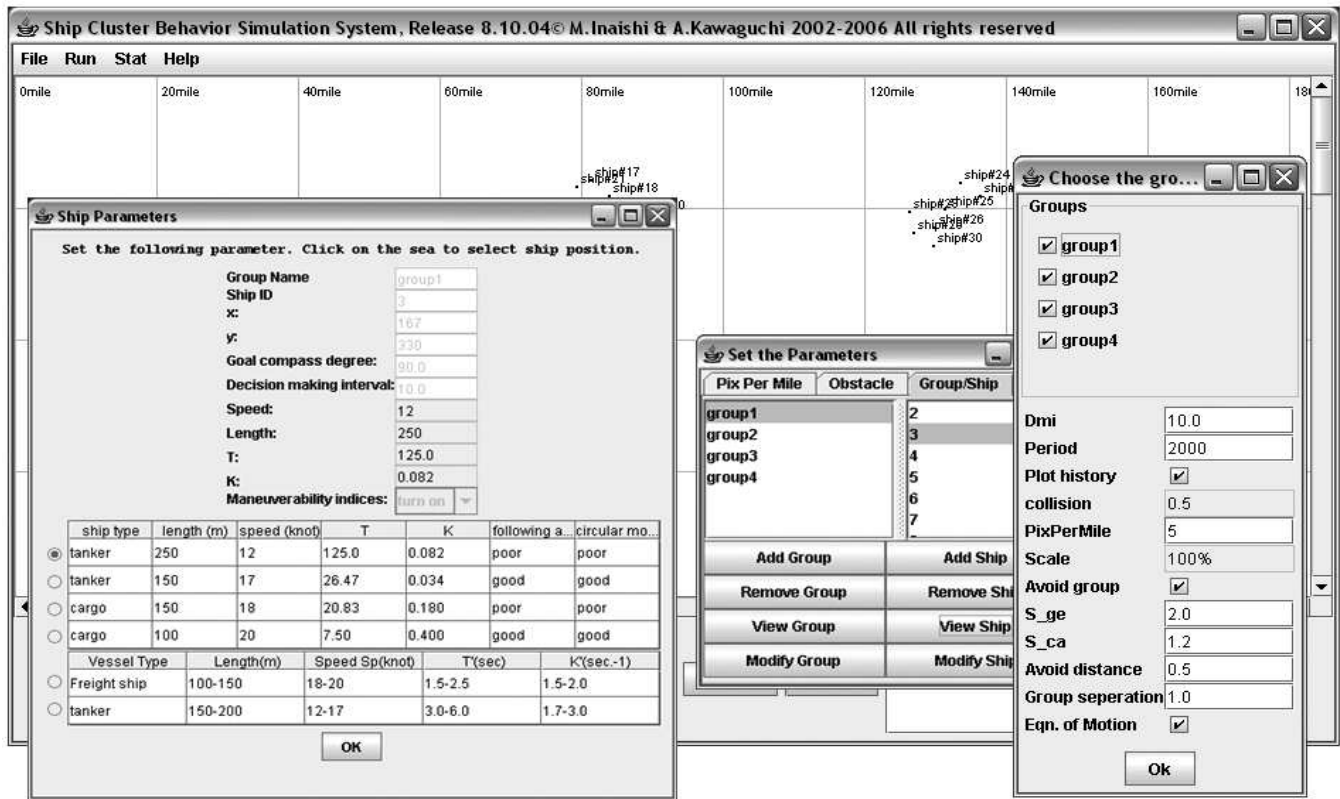 Ship Cluster Behavior Simulation System, Release 8.10.04© M.Inaishi & A.Kawaguchi 2002-2006 All rights reserved
File Run Stat Help
0mile 20mile 40mile 60mile 80mile 100mile 120mile 140mile 160mile 18
ship#17
ship#21
ship#18
ship#24
ship#25
ship#26
ship#30
Ship Parameters
Set the following parameter. Click on the sea to select ship position.
Group Name group1
Ship ID 3
x: 167
y: 330
Goal compass degree: 90.0
Decision making interval: 10.0
Speed: 12
Length: 250
T: 125.0
K: 0.082
Maneuverability indices: turn on
ship type length (m) speed (knot) T K following a... circular mo...
tanker 250 12 125.0 0.082 poor poor
tanker 150 17 26.47 0.034 good good
cargo 150 18 20.83 0.180 poor poor
cargo 100 20 7.50 0.400 good good
Vessel Type Length(m) Speed Sp(knot) T'(sec) K'(sec.-1)
Freight ship 100-150 18-20 1.5-2.5 1.5-2.0
tanker 150-200 12-17 3.0-6.0 1.7-3.0
OK
Set the Parameters
Pix Per Mile Obstacle Group/Ship
group1
group2
group3
group4
2
3
4
5
6
7
Add Group Add Ship
Remove Group Remove Shi
View Group View Ship
Modify Group Modify Ship
Choose the gro...
Groups
group1
group2
group3
group4
Dmi 10.0
Period 2000
Plot history
collision 0.5
PixPerMile 5
Scale 100%
Avoid group
S_ge 2.0
S_ca 1.2
Avoid distance 0.5
Group seperation 1.0
Eqn. of Motion
Ok